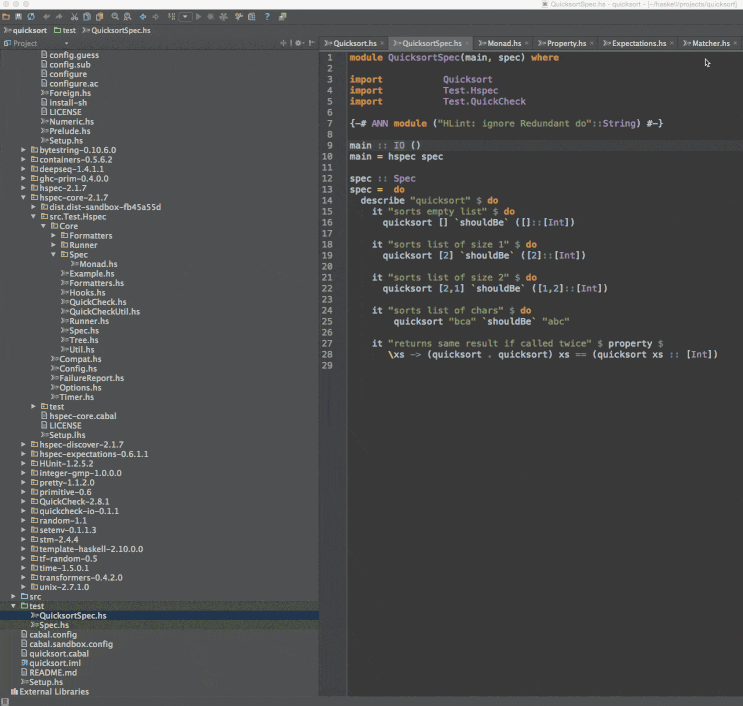 QuicksortSpec.hs - quicksort - [~/haskell/projects/quicksort]
quicksort test QuicksortSpec.hs
Project
config.guess
config.sub
configure
configure.ac
Foreign.hs
install-sh
LICENSE
Numeric.hs
Prelude.hs
Setup.hs
bytestring-0.10.6.0
containers-0.5.6.2
deepseq-1.4.1.1
ghc-prim-0.4.0.0
hspec-2.1.7
hspec-core-2.1.7
dist.dist-sandbox-fb45a55d
src.Test.Hspec
Core
Formatters
Runner
Spec
Monad.hs
Example.hs
Formatters.hs
Hooks.hs
QuickCheck.hs
QuickCheckUtil.hs
Runner.hs
Spec.hs
Tree.hs
Util.hs
Compat.hs
Config.hs
FailureReport.hs
Options.hs
Timer.hs
test
hspec-core.cabal
LICENSE
Setup.lhs
hspec-discover-2.1.7
hspec-expectations-0.6.1.1
HUnit-1.2.5.2
integer-gmp-1.0.0.0
pretty-1.1.2.0
primitive-0.6
QuickCheck-2.8.1
quickcheck-io-0.1.1
random-1.1
setenv-0.1.1.3
stm-2.4.4
template-haskell-2.10.0.0
tf-random-0.5
time-1.5.0.1
transformers-0.4.2.0
unix-2.7.1.0
src
test
QuicksortSpec.hs
Spec.hs
cabal.config
cabal.sandbox.config
quicksort.cabal
quicksort.iml
README.md
Setup.hs
External Libraries
Quicksort.hs QuicksortSpec.hs Monad.hs Property.hs Expectations.hs Matcher.hs
1 module QuicksortSpec(main, spec) where
2
3 import Quicksort
4 import Test.Hspec
5 import Test.QuickCheck
6
7 {-# ANN module ("HLint: ignore Redundant do"::String) #-}
8
9 main :: IO ()
10 main = hspec spec
11
12 spec :: Spec
13 spec = do
14 describe "quicksort" $ do
15 it "sorts empty list" $ do
16 quicksort [] `shouldBe` ([]::[Int])
17
18 it "sorts list of size 1" $ do
19 quicksort [2] `shouldBe` ([2]::[Int])
20
21 it "sorts list of size 2" $ do
22 quicksort [2,1] `shouldBe` ([1,2]::[Int])
23
24 it "sorts list of chars" $ do
25 quicksort "bca" `shouldBe` "abc"
26
27 it "returns same result if called twice" $ property $
28 \xs -> (quicksort . quicksort) xs == (quicksort xs :: [Int])
29